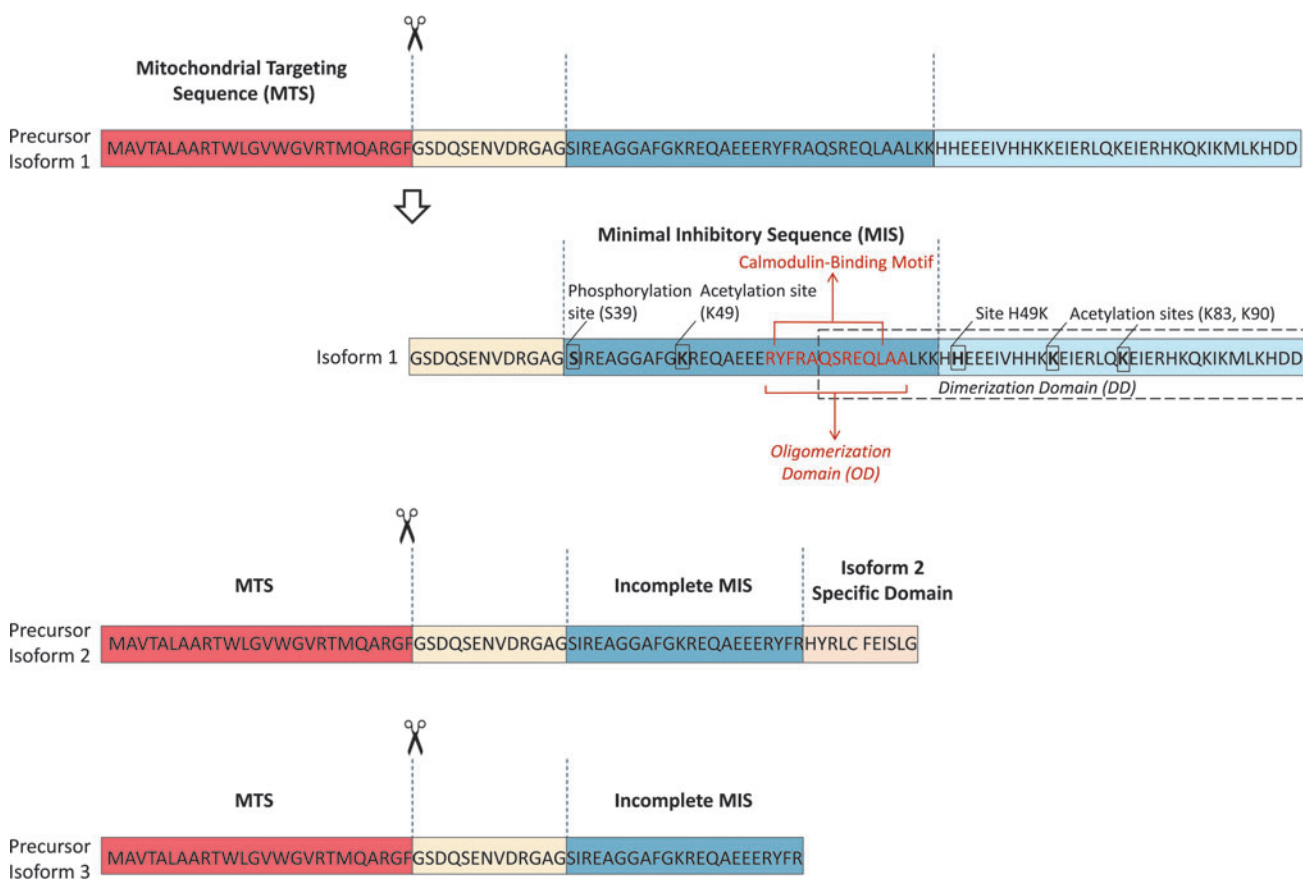 Mitochondrial Targeting
Sequence (MTS)
Precursor
Isoform 1
MAVTALAARTWLGVWGVRTMQARGFGSDQSENVDRGAGSIREAGGAFGKREQAEEERYFRAQSREQLAALKKHHEEEIVHHKKEIERLQKEIERHKQKIKMLKHDD
Minimal Inhibitory Sequence (MIS)
Calmodulin-Binding Motif
Phosphorylation
site (S39)
Acetylation site
(K49)
Site H49K
Acetylation sites (K83, K90)
Isoform 1
GSDQSENVDRGAGSIREAGGAFGKREQAEEERYFRAQSREQLAALKKHHEEEIVHHKKEIERLQKEIERHKQKIKMLKHDD
Dimerization Domain (DD)
Oligomerization
Domain (OD)
MTS
Incomplete MIS
Isoform 2
Specific Domain
Precursor
Isoform 2
MAVTALAARTWLGVWGVRTMQARGFGSDQSENVDRGAGSIREAGGAFGKREQAEEERYFRHYRLC FEISLG
MTS
Incomplete MIS
Precursor
Isoform 3
MAVTALAARTWLGVWGVRTMQARGFGSDQSENVDRGAGSIREAGGAFGKREQAEEERYFR